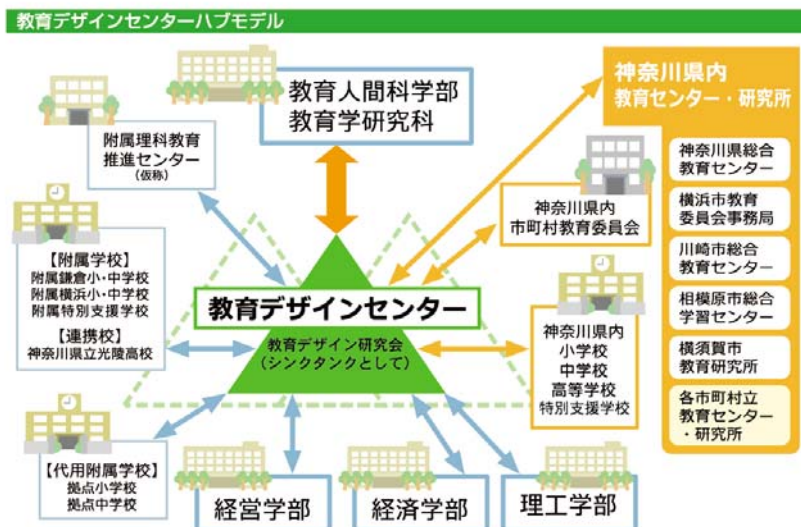 教育デザインセンターハブモデル
教育人間科学部
教育学研究科
附属理科教育
推進センター
(仮称)
【附属学校】
附属鎌倉小・中学校
附属横浜小・中学校
附属特別支援学校
【連携校】
神奈川県立光陵高校
【代用附属学校】
拠点小学校
拠点中学校
教育デザインセンター
教育デザイン研究会
(シンクタンクとして)
経営学部
経済学部
理工学部
神奈川県内
市町村教育委員会
神奈川県内
小学校
中学校
高等学校
特別支援学校
神奈川県内
教育センター・研究所
神奈川県総合
教育センター
横浜市教育
委員会事務局
川崎市総合
教育センター
相模原市総合
学習センター
横須賀市
教育研究所
各市町村立
教育センター
・研究所